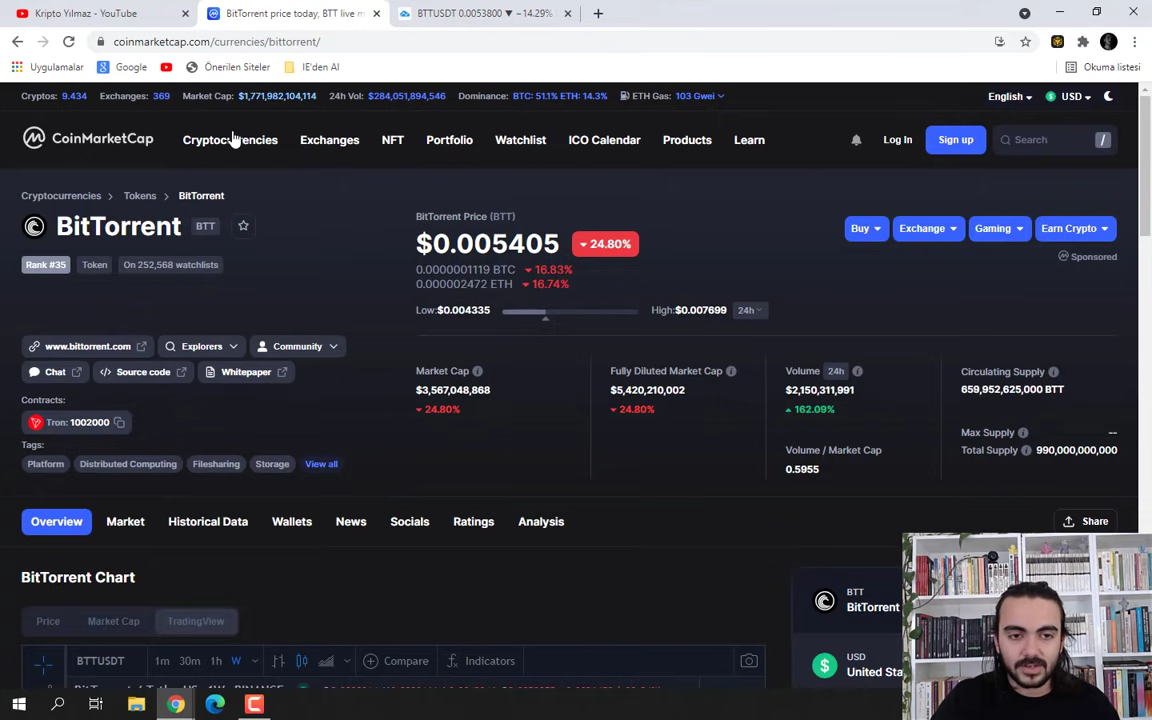 Kripto Yılmaz - YouTube
BitTorrent price today, BTT live m
BTTUSDT 0.0053800 ▼ −14.29%
coinmarketcap.com/currencies/bittorrent/
Uygulamalar
Google
Önerilen Siteler
IE'den Al
Okuma listesi
Cryptos: 9.434 Exchanges: 369 Market Cap: $1,771,982,104,114 24h Vol: $284,051,894,546 Dominance: BTC: 51.1% ETH: 14.3% ETH Gas: 103 Gwei
English USD
CoinMarketCap
Cryptocurrencies Exchanges NFT Portfolio Watchlist ICO Calendar Products Learn
Log In Sign up Search /
Cryptocurrencies > Tokens > BitTorrent
BitTorrent BTT
Rank #35 Token On 252,568 watchlists
BitTorrent Price (BTT)
$0.005405 24.80%
0.0000001119 BTC 16.83%
0.000002472 ETH 16.74%
Low:$0.004335 High:$0.007699 24h
Buy Exchange Gaming Earn Crypto
Sponsored
www.bittorrent.com Explorers Community
Chat Source code Whitepaper
Contracts:
Tron: 1002000
Tags:
Platform Distributed Computing Filesharing Storage View all
Market Cap
$3,567,048,868
24.80%
Fully Diluted Market Cap
$5,420,210,002
24.80%
Volume 24h
$2,150,311,991
162.09%
Volume / Market Cap
0.5955
Circulating Supply
659,952,625,000 BTT
Max Supply --
Total Supply 990,000,000,000
Overview Market Historical Data Wallets News Socials Ratings Analysis
Share
BitTorrent Chart
Price Market Cap TradingView
BTTUSDT 1m 30m 1h W Compare Indicators
BTT
BitTorrent
USD
United Sta